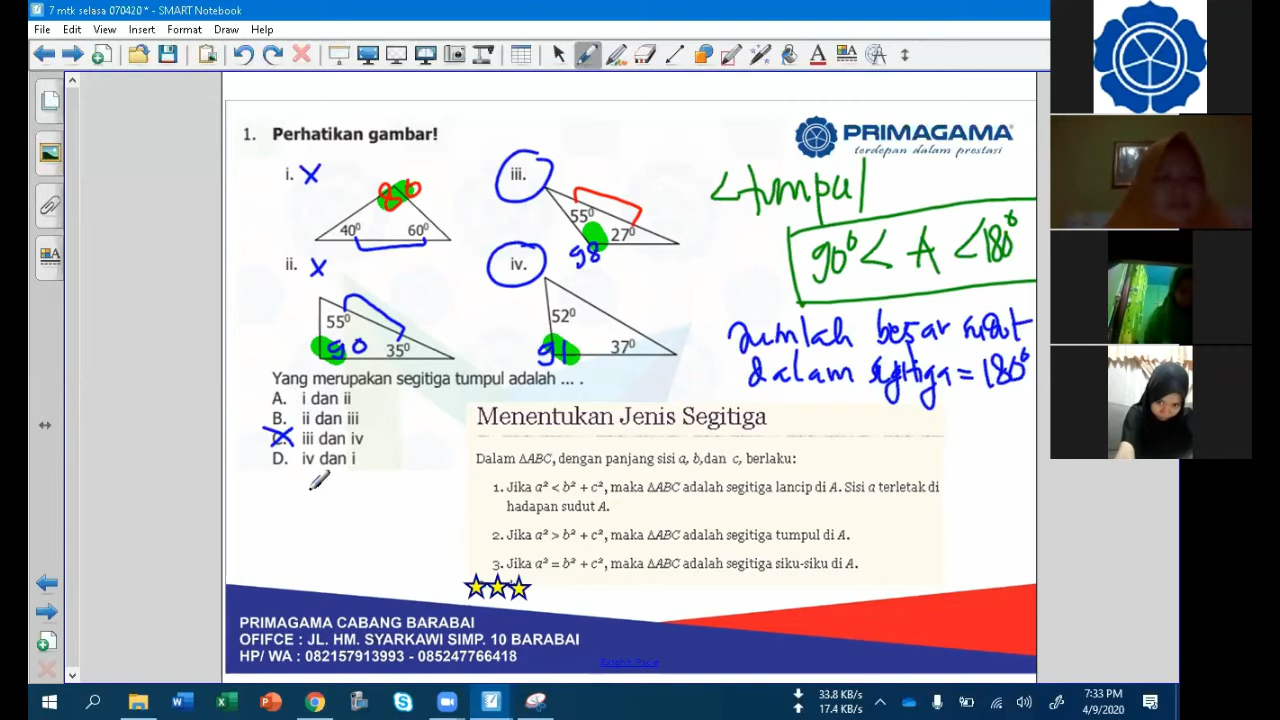 7 mtk selasa 070420 * - SMART Notebook
File Edit View Insert Format Draw Help
1. Perhatikan gambar!
PRIMAGAMA
terdepan dalam prestasi
i. X
80
40⁰ 60⁰
iii.
55⁰
27⁰
98
<tumpul
90° < A < 180°
ii. X
55⁰
90 35⁰
iv.
52⁰
91 37⁰
Jumlah besar sudut
dalam segitiga = 180°
Yang merupakan segitiga tumpul adalah ... .
A. i dan ii
B. ii dan iii
C. iii dan iv
D. iv dan i
Menentukan Jenis Segitiga
Dalam ΔABC, dengan panjang sisi a, b,dan c, berlaku:
1. Jika a² < b² + c², maka ΔABC adalah segitiga lancip di A. Sisi a terletak di
hadapan sudut A.
2. Jika a² > b² + c², maka ΔABC adalah segitiga tumpul di A.
3. Jika a² = b² + c², maka ΔABC adalah segitiga siku-siku di A.
PRIMAGAMA CABANG BARABAI
OFIFCE : JL. HM. SYARKAWI SIMP. 10 BARABAI
HP/ WA : 082157913993 - 085247766418
33.8 KB/s
17.4 KB/s
7:33 PM
4/9/2020